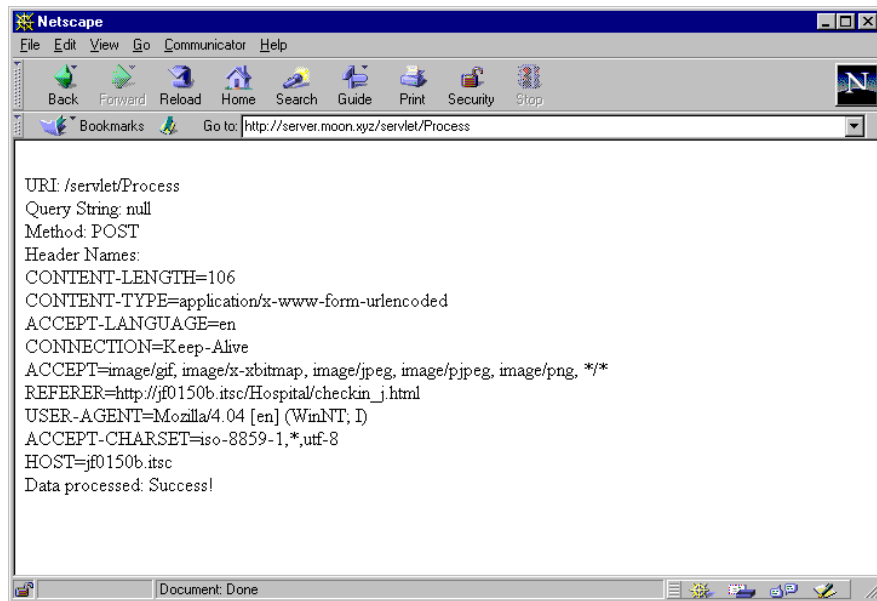 Netscape
File Edit View Go Communicator Help
Back Forward Reload Home Search Guide Print Security Stop
N
Bookmarks Go to: http://server.moon.xyz/servlet/Process
URI: /servlet/Process
Query String: null
Method: POST
Header Names:
CONTENT-LENGTH=106
CONTENT-TYPE=application/x-www-form-urlencoded
ACCEPT-LANGUAGE=en
CONNECTION=Keep-Alive
ACCEPT=image/gif, image/x-xbitmap, image/jpeg, image/pjpeg, image/png, */*
REFERER=http://jf0150b.itsc/Hospital/checkin_j.html
USER-AGENT=Mozilla/4.04 [en] (WinNT; I)
ACCEPT-CHARSET=iso-8859-1,*,utf-8
HOST=jf0150b.itsc
Data processed: Success!
Document: Done